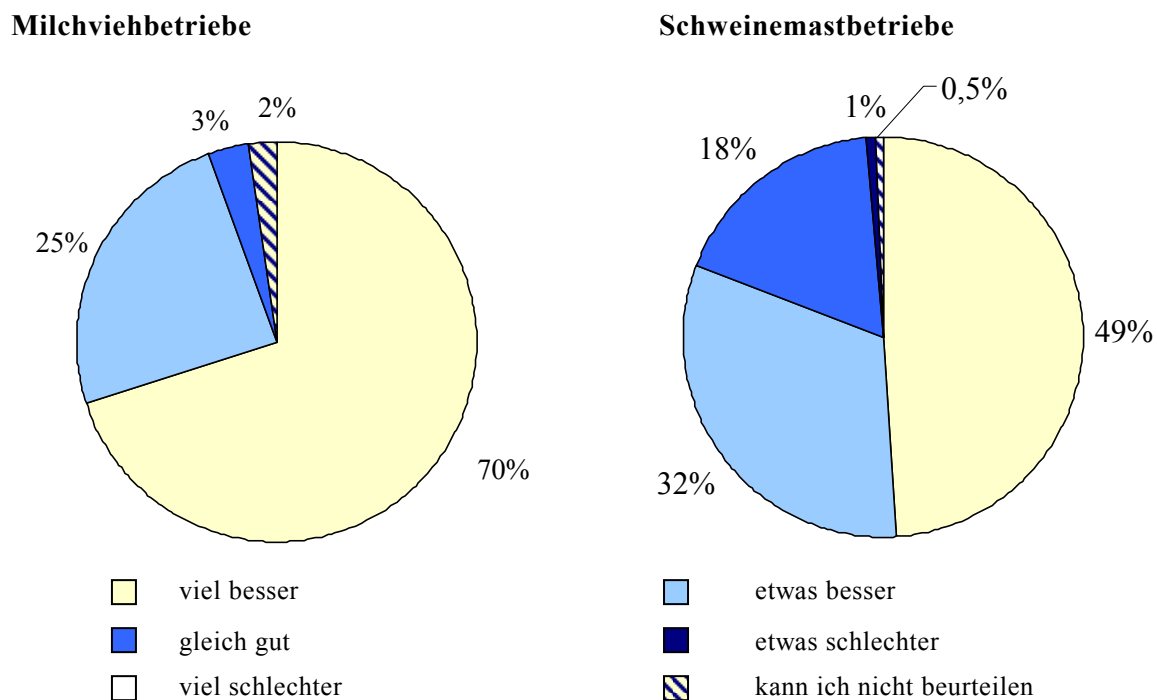 Milchviehbetriebe
3%
2%
25%
70%
Schweinemastbetriebe
1%
0,5%
18%
49%
32%
viel besser
etwas besser
gleich gut
etwas schlechter
viel schlechter
kann ich nicht beurteilen